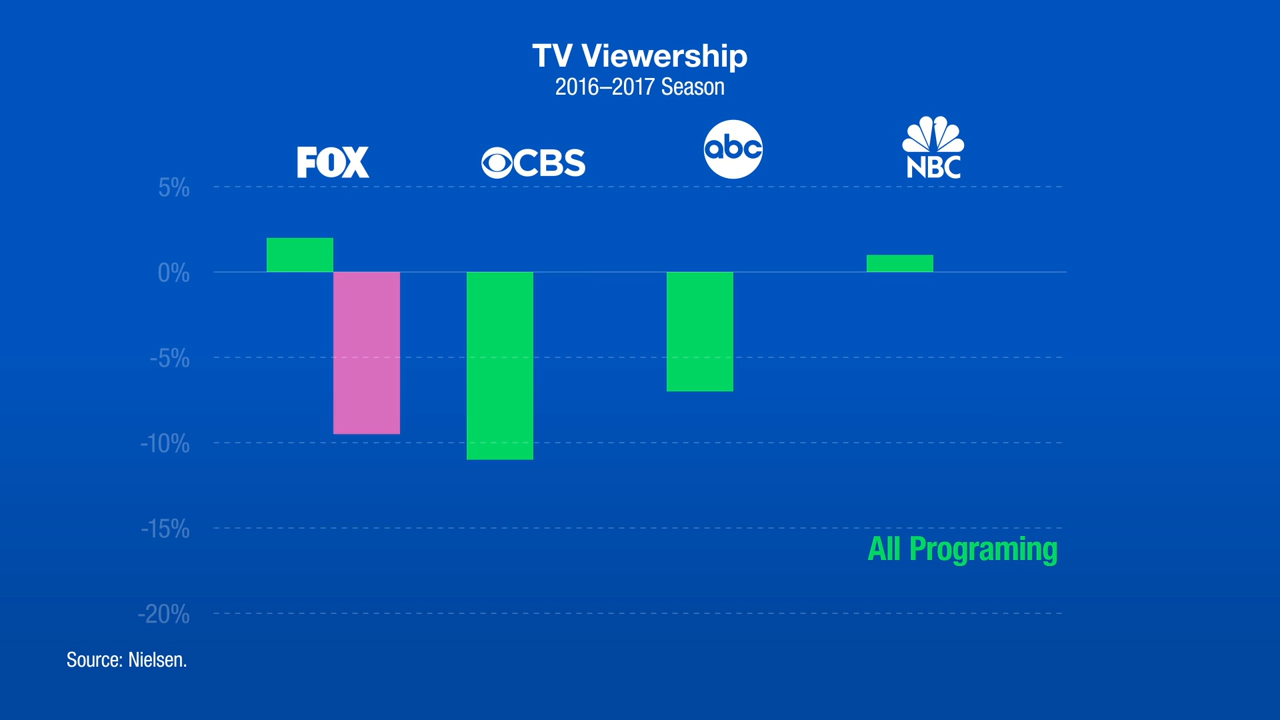 TV Viewership
2016–2017 Season
FOX
CBS
abc
NBC
5%
0%
-5%
-10%
-15%
All Programing
-20%
Source: Nielsen.